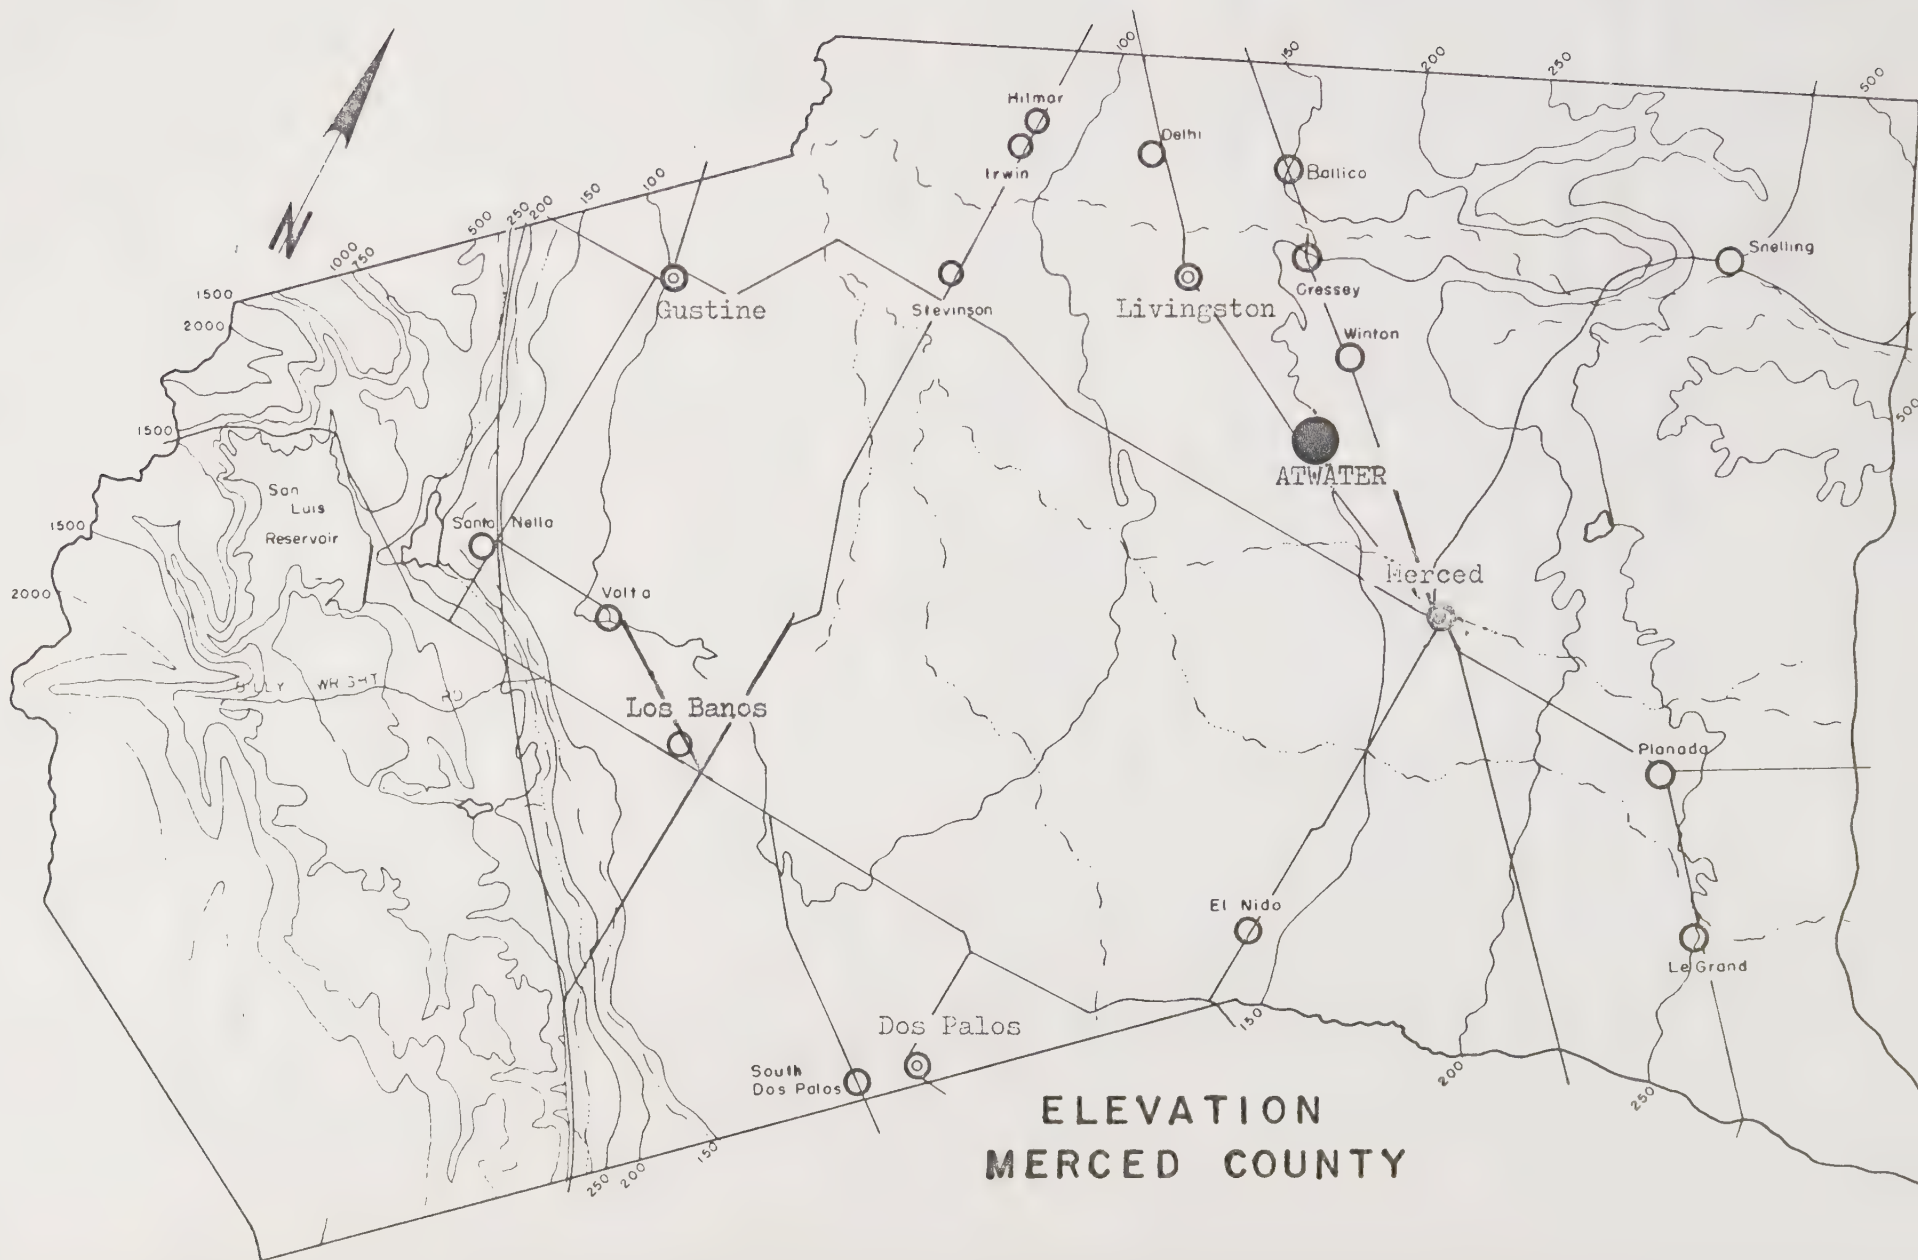 100
150
200
250
500
Hilmar
Irwin
Delhi
Ballico
Snelling
100
150
200
250
500
750
1000
1500
2000
N
Gustine
Stevinson
Livingston
Cressey
Winton
500
1500
ATWATER
San
Luis
Reservoir
1500
Santa Nella
Merced
2000
Volta
BILLY WRIGHT RD
Los Banos
Planada
El Nido
Le Grand
Dos Palos
150
South
Dos Palos
200
250
ELEVATION
MERCED COUNTY
150
200
250